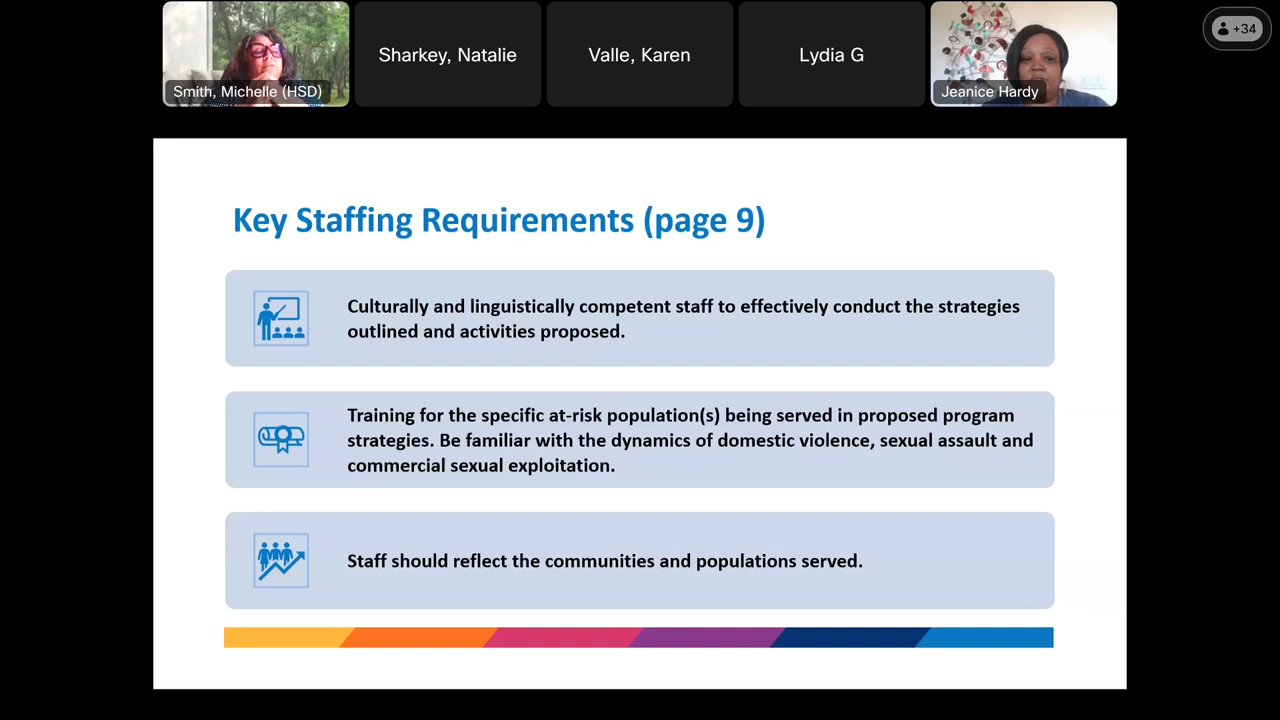 Smith, Michelle (HSD)
Sharkey, Natalie
Valle, Karen
Lydia G
Jeanice Hardy
+34
Key Staffing Requirements (page 9)
Culturally and linguistically competent staff to effectively conduct the strategies
outlined and activities proposed.
Training for the specific at-risk population(s) being served in proposed program
strategies. Be familiar with the dynamics of domestic violence, sexual assault and
commercial sexual exploitation.
Staff should reflect the communities and populations served.